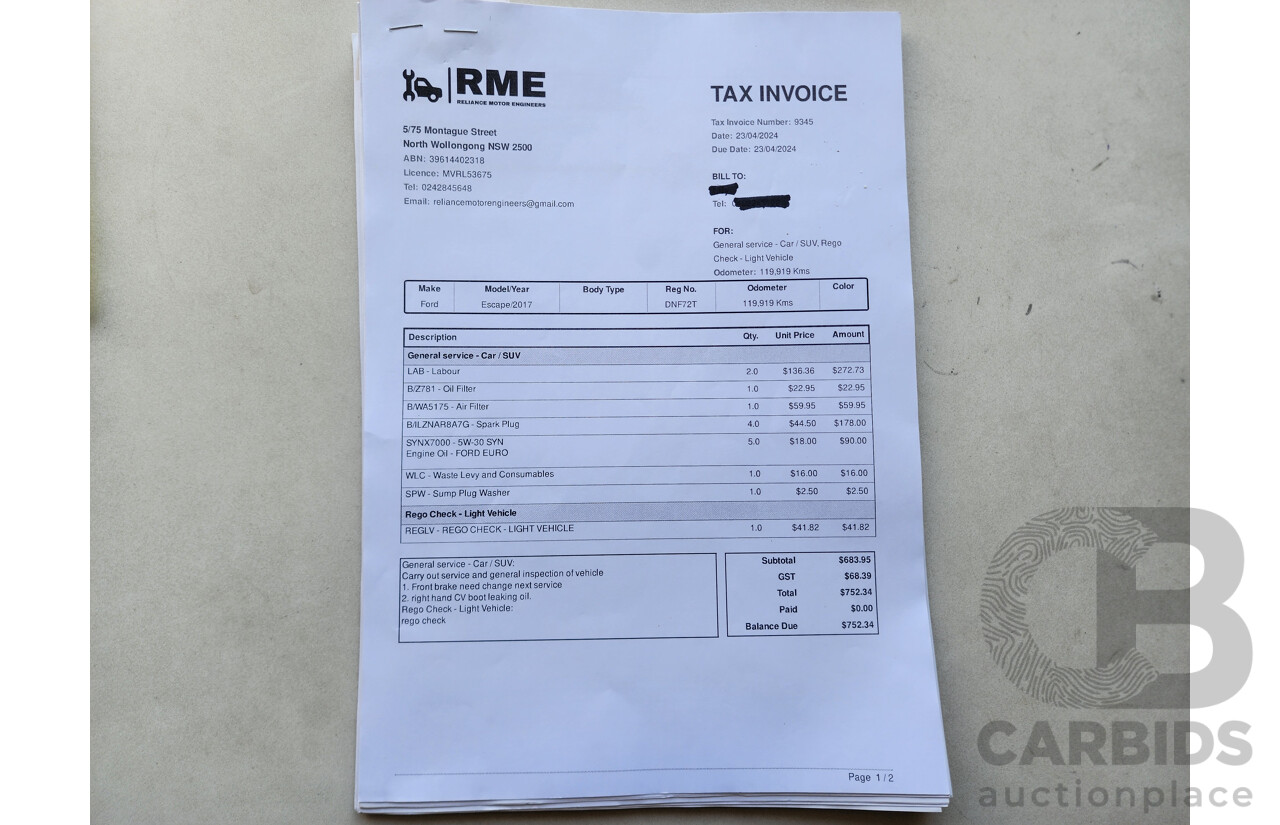 RME
RELIANCE MOTOR ENGINEERS
5/75 Montague Street
North Wollongong NSW 2500
ABN: 39614402318
Licence: MVRL53675
Tel: 0242845648
Email: reliancemotorengineers@gmail.com
TAX INVOICE
Tax Invoice Number: 9345
Date: 23/04/2024
Due Date: 23/04/2024
BILL TO:
Tel:
FOR:
General service - Car / SUV, Rego
Check - Light Vehicle
Odometer: 119,919 Kms
Make Model/Year Body Type Reg No. Odometer Color
Ford Escape/2017 DNF72T 119,919 Kms
Description Qty. Unit Price Amount
General service - Car / SUV
LAB - Labour 2.0 $136.36 $272.73
B/Z781 - Oil Filter 1.0 $22.95 $22.95
B/WA5175 - Air Filter 1.0 $59.95 $59.95
B/ILZNAR8A7G - Spark Plug 4.0 $44.50 $178.00
SYNX7000 - 5W-30 SYN 5.0 $18.00 $90.00
Engine Oil - FORD EURO
WLC - Waste Levy and Consumables 1.0 $16.00 $16.00
SPW - Sump Plug Washer 1.0 $2.50 $2.50
Rego Check - Light Vehicle
REGLV - REGO CHECK - LIGHT VEHICLE 1.0 $41.82 $41.82
General service - Car / SUV:
Carry out service and general inspection of vehicle
1. Front brake need change next service
2. right hand CV boot leaking oil.
Rego Check - Light Vehicle:
rego check
Subtotal $683.95
GST $68.39
Total $752.34
Paid $0.00
Balance Due $752.34
Page 1 / 2
CB
CARBIDS
auctionplace